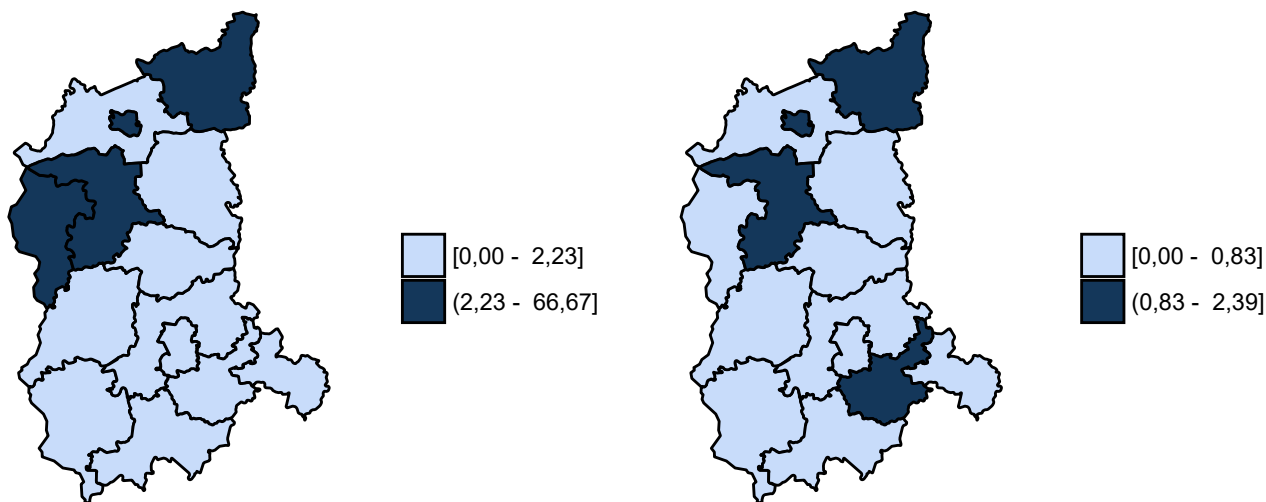 [0,00 -  2,23]
(2,23 -  66,67]
[0,00 -  0,83]
(0,83 -  2,39]